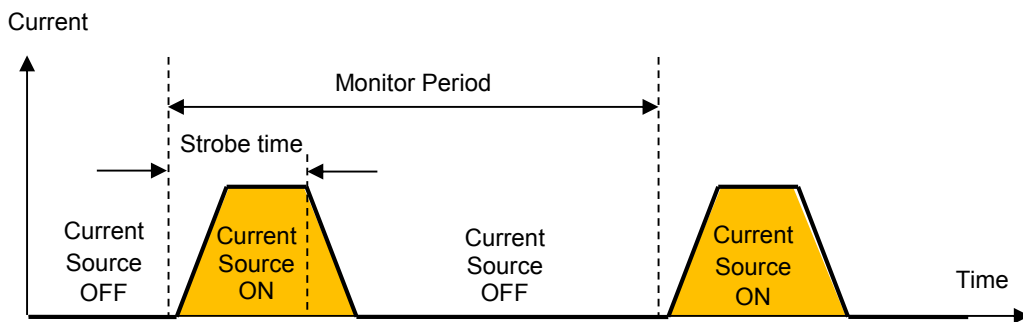 Current
Monitor Period
Strobe time
Current
Source
OFF
Current
Source
ON
Current
Source
OFF
Current
Source
ON
Time